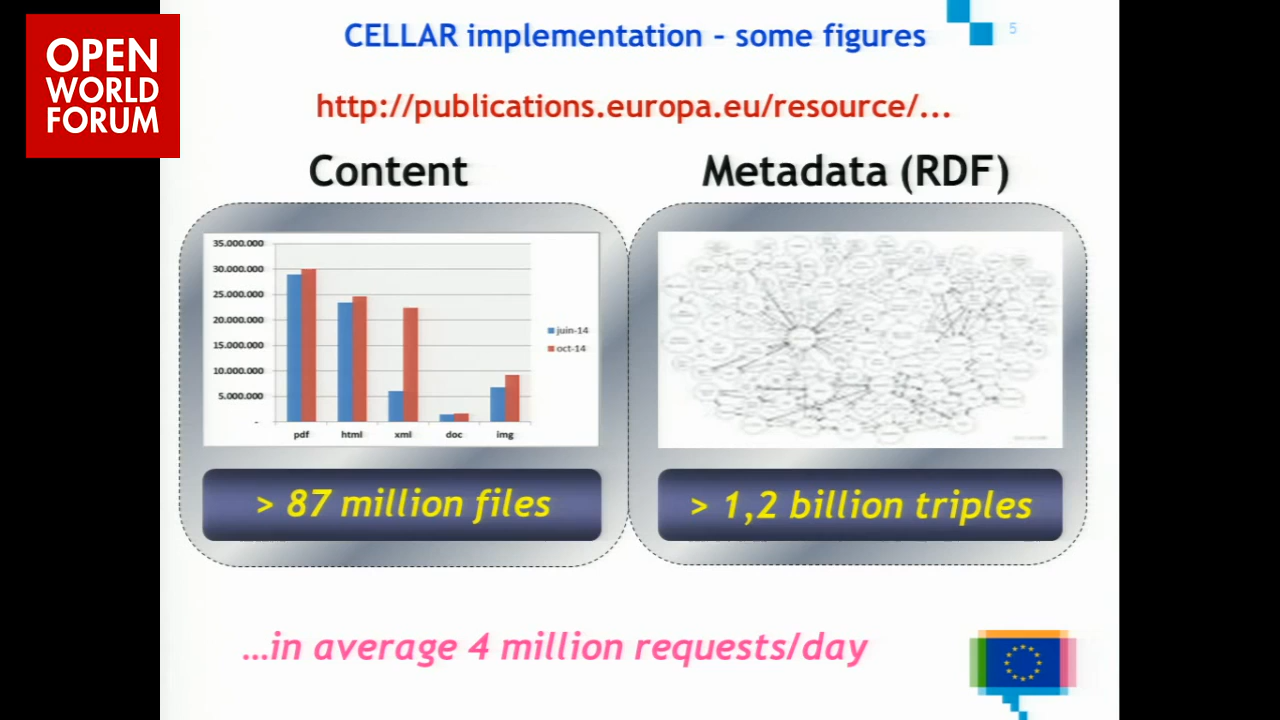 OPEN
WORLD
FORUM
CELLAR implementation - some figures
5
http://publications.europa.eu/resource/...
Content
Metadata (RDF)
35.000.000
30.000.000
25.000.000
20.000.000
15.000.000
10.000.000
5.000.000
-
pdf html xml doc img
juin-14
oct-14
> 87 million files
> 1,2 billion triples
...in average 4 million requests/day